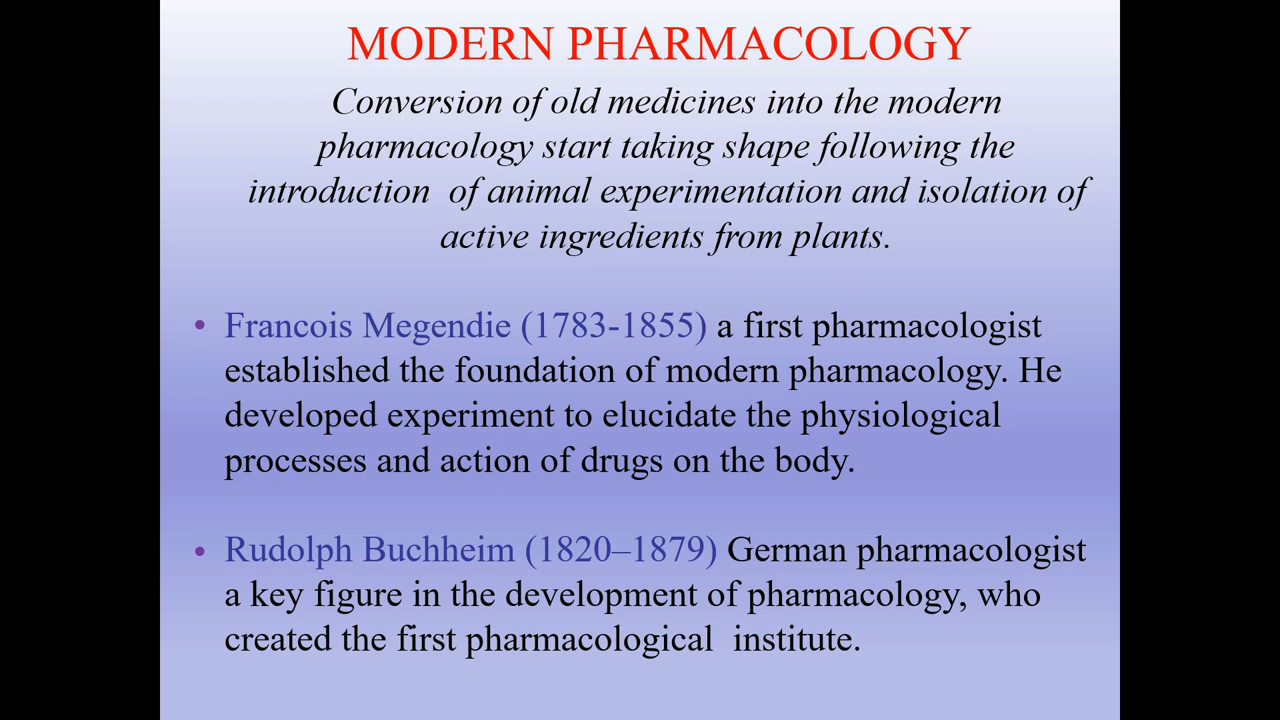 MODERN PHARMACOLOGY
Conversion of old medicines into the modern
pharmacology start taking shape following the
introduction of animal experimentation and isolation of
active ingredients from plants.
• Francois Megendie (1783-1855) a first pharmacologist
established the foundation of modern pharmacology. He
developed experiment to elucidate the physiological
processes and action of drugs on the body.
• Rudolph Buchheim (1820–1879) German pharmacologist
a key figure in the development of pharmacology, who
created the first pharmacological institute.